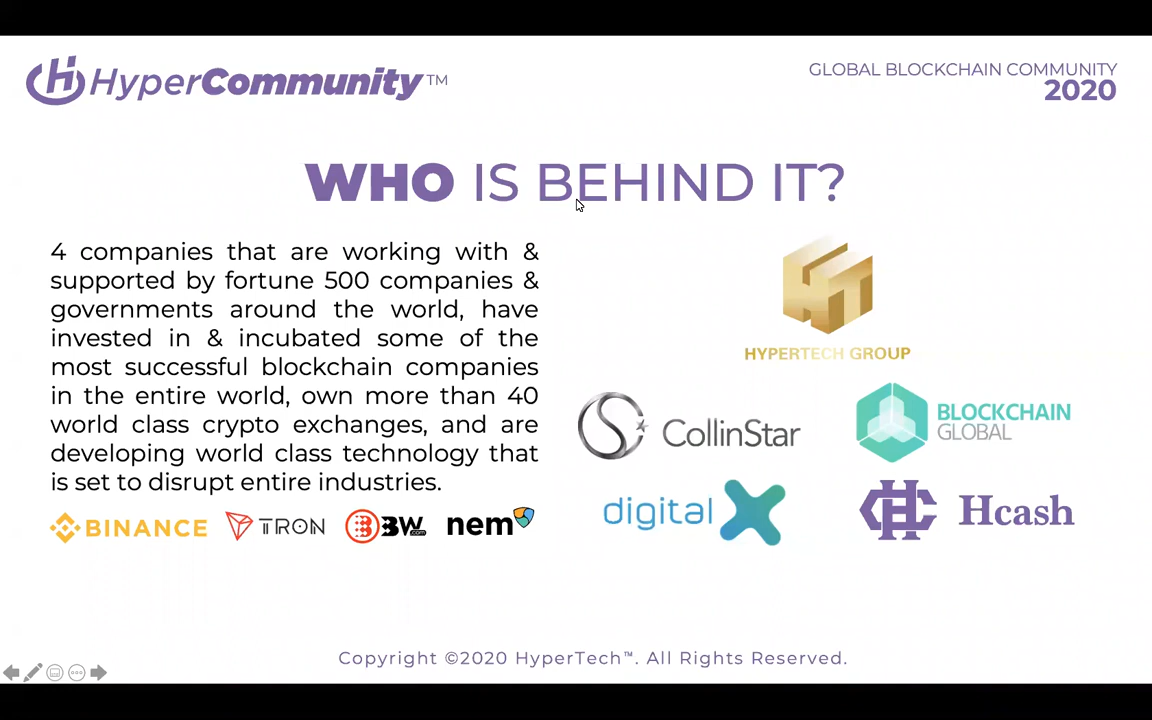 HyperCommunity™
GLOBAL BLOCKCHAIN COMMUNITY
2020
WHO IS BEHIND IT?
4 companies that are working with &
supported by fortune 500 companies &
governments around the world, have
invested in & incubated some of the
most successful blockchain companies
in the entire world, own more than 40
world class crypto exchanges, and are
developing world class technology that
is set to disrupt entire industries.
BINANCE TRON BW.com nem
HT
HYPERTECH GROUP
CollinStar
BLOCKCHAIN
GLOBAL
digital X
Hcash
Copyright ©2020 HyperTech™. All Rights Reserved.